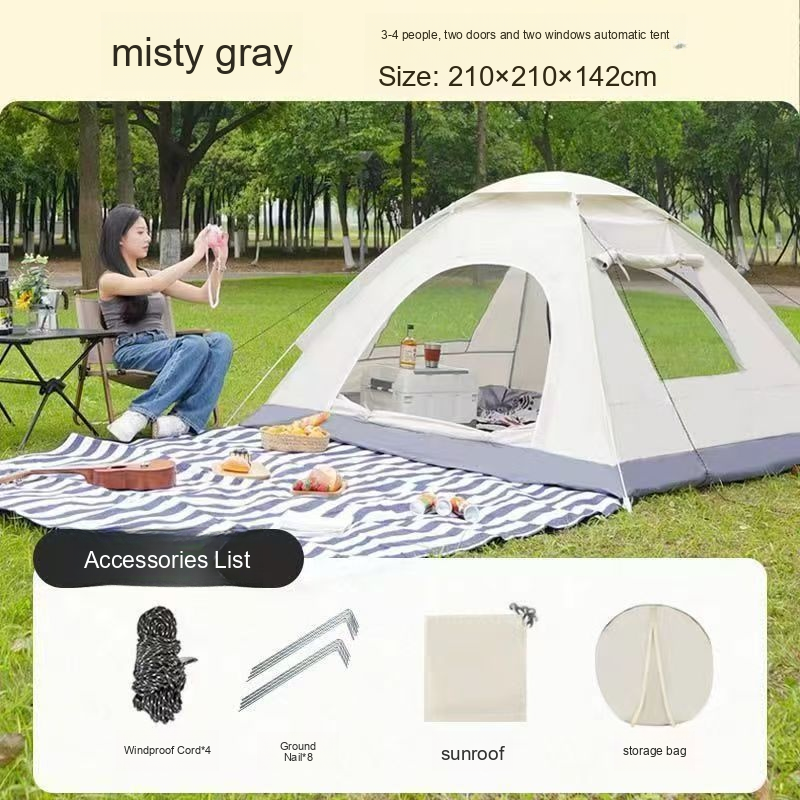 misty gray
3-4 people, two doors and two windows automatic tent
Size: 210×210×142cm
Accessories List
Windproof Cord*4
Ground
Nail*8
sunroof
storage bag